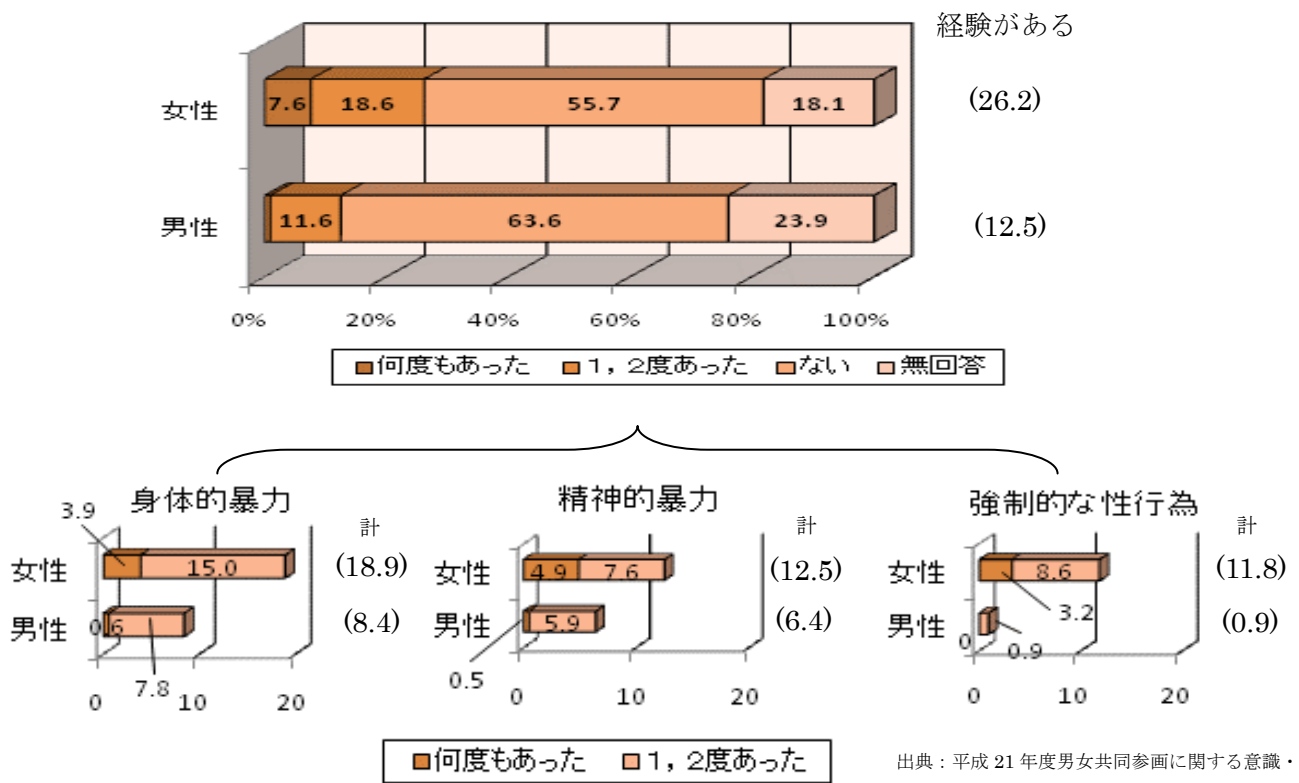 経験がある
女性 7.6 18.6 55.7 18.1 (26.2)
男性 11.6 63.6 23.9 (12.5)
0% 20% 40% 60% 80% 100%
■何度もあった ■1，2度あった ■ない ■無回答
身体的暴力
計
3.9
女性 15.0 (18.9)
男性 0.6 (8.4)
7.8
0 10 20
精神的暴力
計
女性 4.9 7.6 (12.5)
男性 5.9 (6.4)
0.5
0 10 20
強制的な性行為
計
女性 8.6 (11.8)
3.2
男性 0 0.9 (0.9)
0 10 20
■何度もあった ■1，2度あった
出典：平成 21 年度男女共同参画に関する意識・